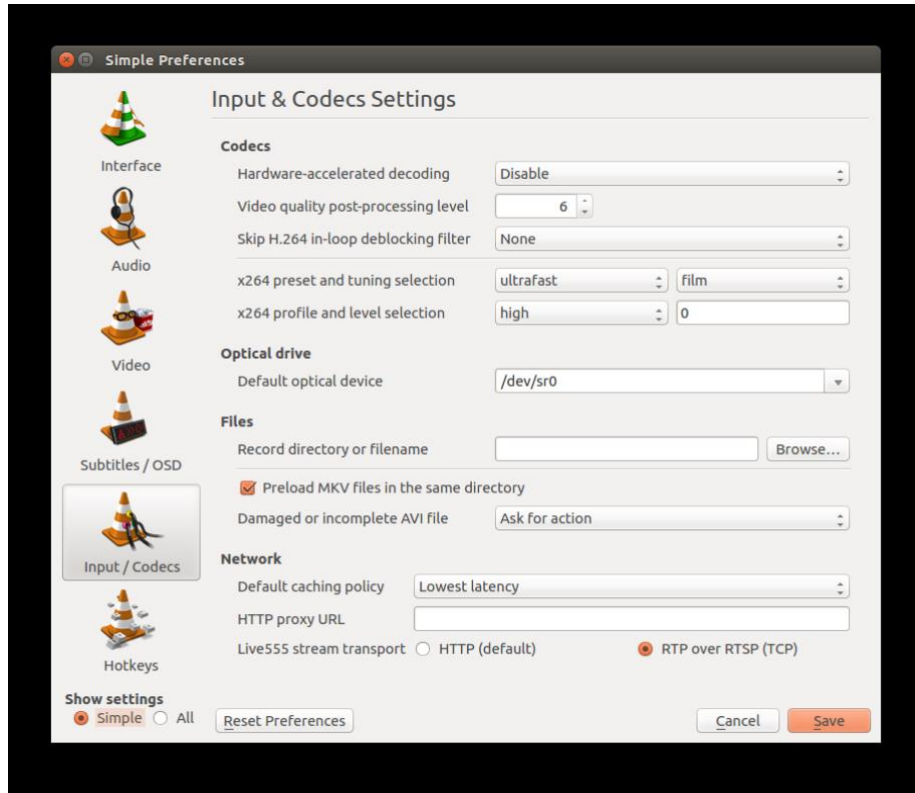 Simple Preferences
Input & Codecs Settings
Interface
Audio
Video
Subtitles / OSD
Input / Codecs
Hotkeys
Codecs
Hardware-accelerated decoding Disable
Video quality post-processing level 6
Skip H.264 in-loop deblocking filter None
x264 preset and tuning selection ultrafast film
x264 profile and level selection high 0
Optical drive
Default optical device /dev/sr0
Files
Record directory or filename Browse...
Preload MKV files in the same directory
Damaged or incomplete AVI file Ask for action
Network
Default caching policy Lowest latency
HTTP proxy URL
Live555 stream transport HTTP (default) RTP over RTSP (TCP)
Show settings
Simple All
Reset Preferences Cancel Save